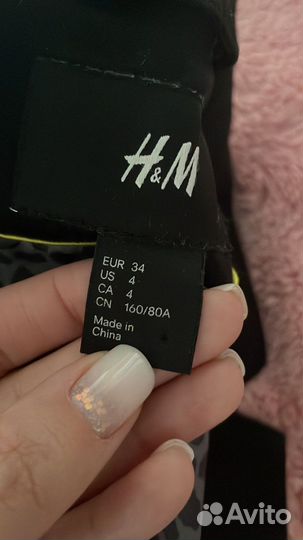 H&M
EUR 34
US 4
CA 4
CN 160/80A
Made in
China
Avito